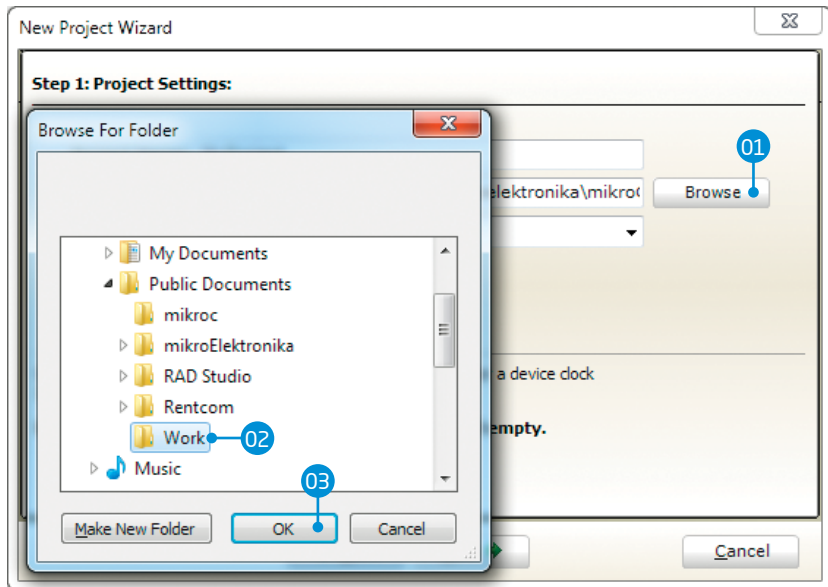 New Project Wizard
Step 1: Project Settings:
Browse For Folder
01
elektronika\mikro
Browse
My Documents
Public Documents
mikroc
mikroElektronika
RAD Studio
a device clock
Rentcom
empty.
Work
02
Music
03
Make New Folder
OK
Cancel
Cancel